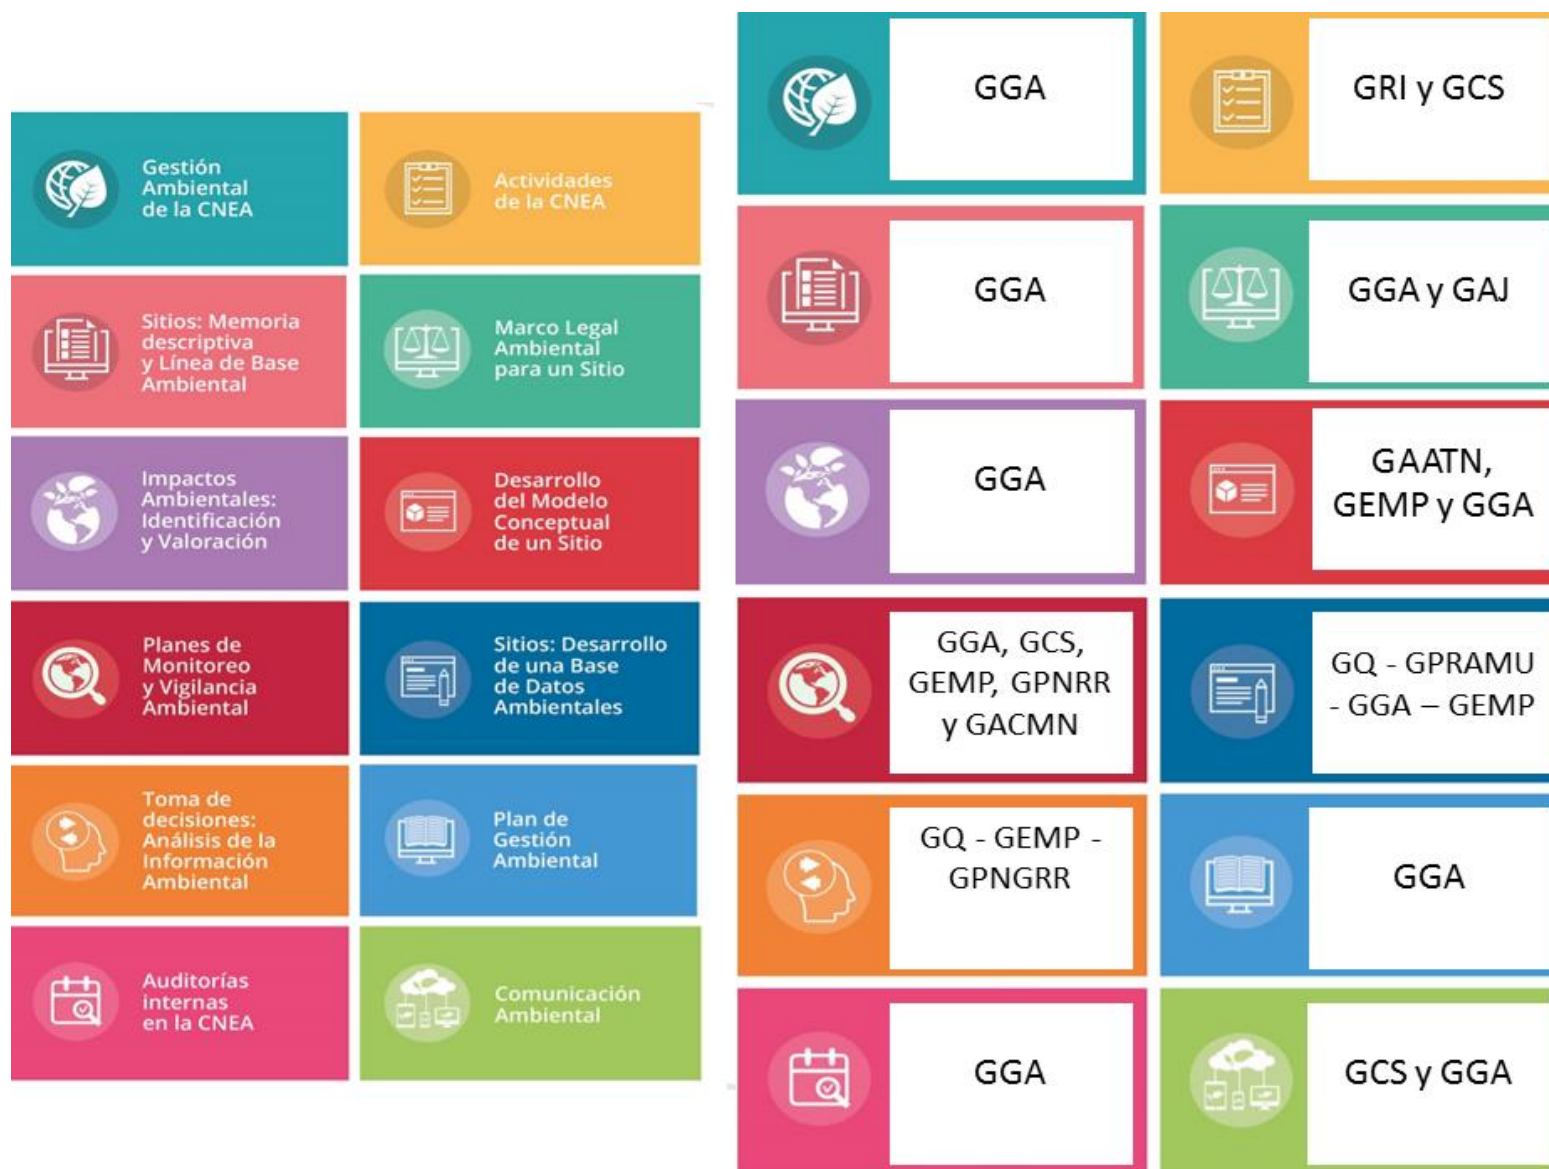 Gestión
Ambiental
de la CNEA
Actividades
de la CNEA
Sitios: Memoria
descriptiva
y Línea de Base
Ambiental
Marco Legal
Ambiental
para un Sitio
Impactos
Ambientales:
Identificación
y Valoración
Desarrollo
del Modelo
Conceptual
de un Sitio
Planes de
Monitoreo
y Vigilancia
Ambiental
Sitios: Desarrollo
de una Base
de Datos
Ambientales
Toma de
decisiones:
Análisis de la
Información
Ambiental
Plan de
Gestión
Ambiental
Auditorías
internas
en la CNEA
Comunicación
Ambiental
GGA
GRI y GCS
GGA
GGA y GAJ
GGA
GAATN,
GEMP y GGA
GGA, GCS,
GEMP, GPNRR
y GACMN
GQ - GPRAMU
- GGA – GEMP
GQ - GEMP -
GPNGRR
GGA
GGA
GCS y GGA